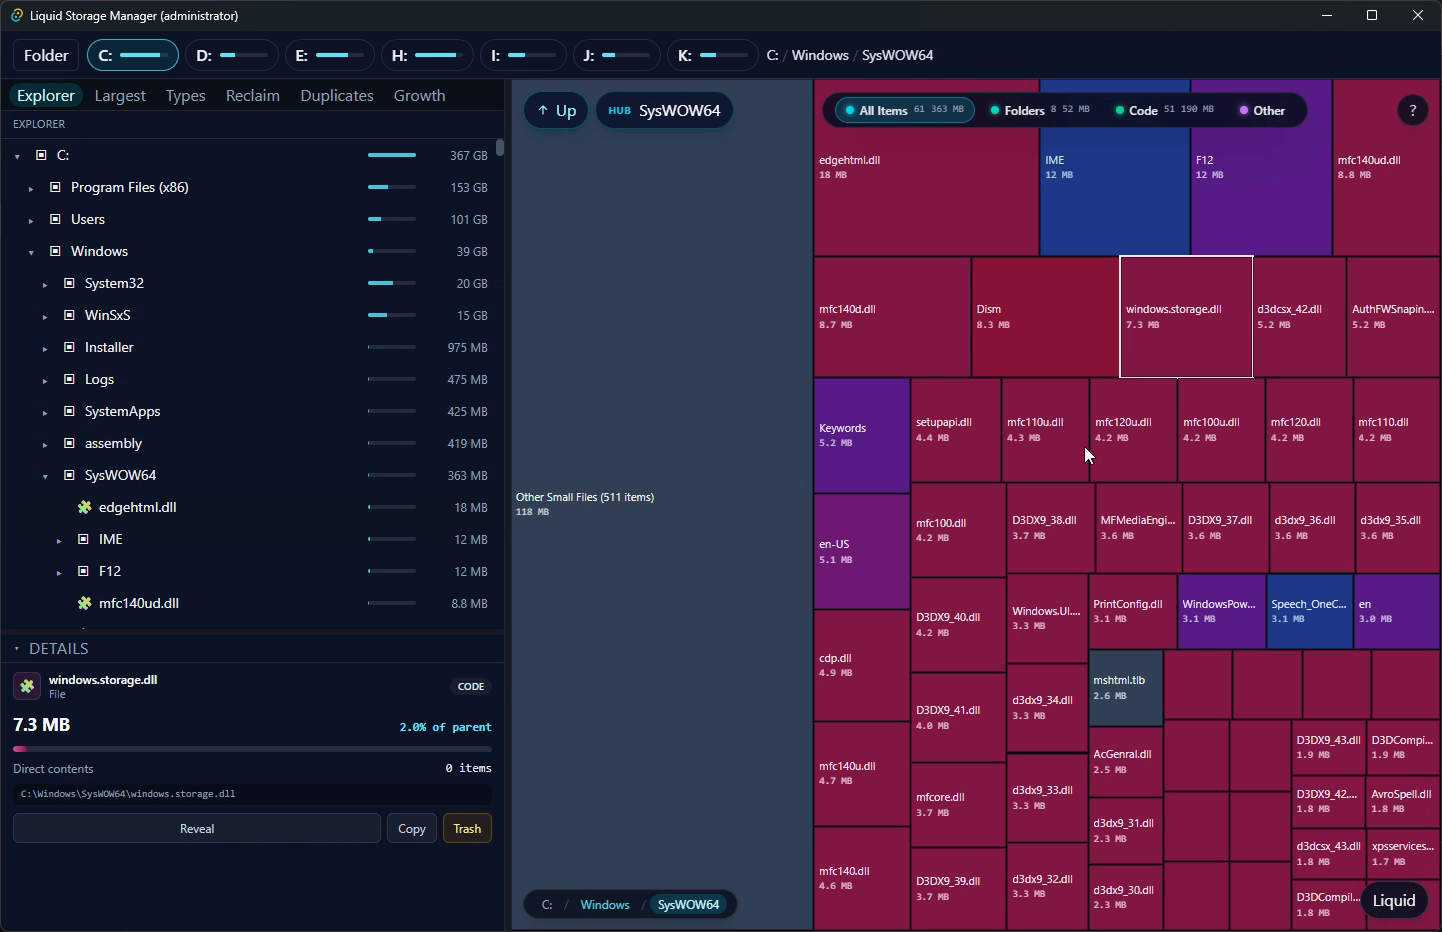 Liquid Storage Manager (administrator)
Folder C: D: E: H: I: J: K: C: / Windows / SysWOW64
Explorer Largest Types Reclaim Duplicates Growth
EXPLORER
C: 367 GB
Program Files (x86) 153 GB
Users 101 GB
Windows 39 GB
System32 20 GB
WinSxS 15 GB
Installer 975 MB
Logs 475 MB
SystemApps 425 MB
assembly 419 MB
SysWOW64 363 MB
edgehtml.dll 18 MB
IME 12 MB
F12 12 MB
mfc140ud.dll 8.8 MB
DETAILS
windows.storage.dll
File
CODE
7.3 MB
2.0% of parent
Direct contents 0 items
C:\Windows\SysWOW64\windows.storage.dll
Reveal Copy Trash
↑ Up HUB SysWOW64
All Items 61 363 MB Folders 8 52 MB Code 51 190 MB Other
?
Other Small Files (511 items)
118 MB
C: / Windows / SysWOW64
edgehtml.dll
18 MB
IME
12 MB
F12
12 MB
mfc140ud.dll
8.8 MB
mfc140d.dll
8.7 MB
Dism
8.3 MB
windows.storage.dll
7.3 MB
d3dcsx_42.dll
5.2 MB
AuthFWSnapin....
5.2 MB
Keywords
5.2 MB
en-US
5.1 MB
cdp.dll
4.9 MB
mfc140u.dll
4.7 MB
mfc140.dll
4.6 MB
setupapi.dll
4.4 MB
mfc110u.dll
4.3 MB
mfc120u.dll
4.2 MB
mfc100u.dll
4.2 MB
mfc120.dll
4.2 MB
mfc110.dll
4.2 MB
mfc100.dll
4.2 MB
D3DX9_40.dll
4.2 MB
D3DX9_41.dll
4.0 MB
mfcore.dll
3.7 MB
D3DX9_39.dll
3.7 MB
D3DX9_38.dll
3.7 MB
MFMediaEngi...
3.6 MB
D3DX9_37.dll
3.6 MB
d3dx9_36.dll
3.6 MB
d3dx9_35.dll
3.6 MB
Windows.UI....
3.3 MB
d3dx9_34.dll
3.3 MB
d3dx9_33.dll
3.3 MB
d3dx9_32.dll
3.3 MB
PrintConfig.dll
3.1 MB
WindowsPow...
3.1 MB
Speech_OneC...
3.1 MB
en
3.0 MB
mshtml.tlb
2.6 MB
AcGenral.dll
2.5 MB
d3dx9_31.dll
2.3 MB
d3dx9_30.dll
2.3 MB
D3DX9_43.dll
1.9 MB
D3DCompi...
1.9 MB
D3DX9_42....
1.8 MB
AvroSpell.dll
1.8 MB
d3dcsx_43.dll
1.8 MB
xpsservices...
1.7 MB
D3DCompil...
1.8 MB
Liquid